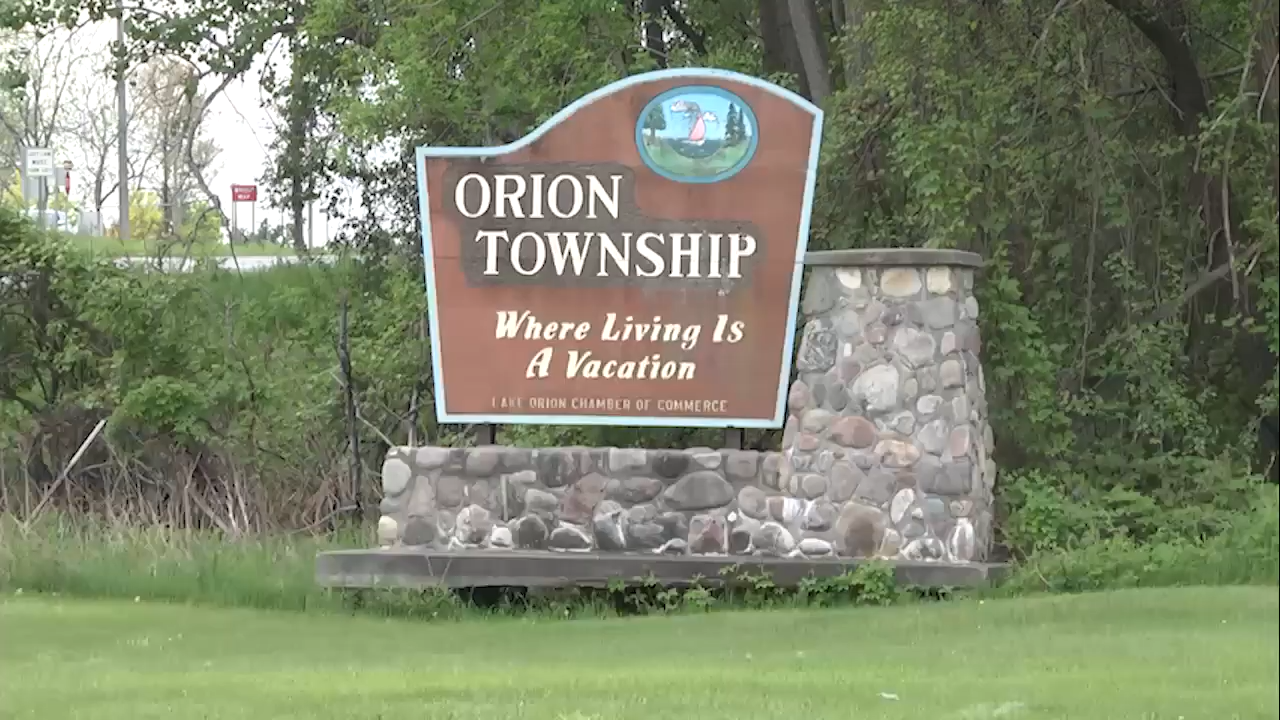 ORION
TOWNSHIP
Where Living Is
A Vacation
LAKE ORION CHAMBER OF COMMERCE